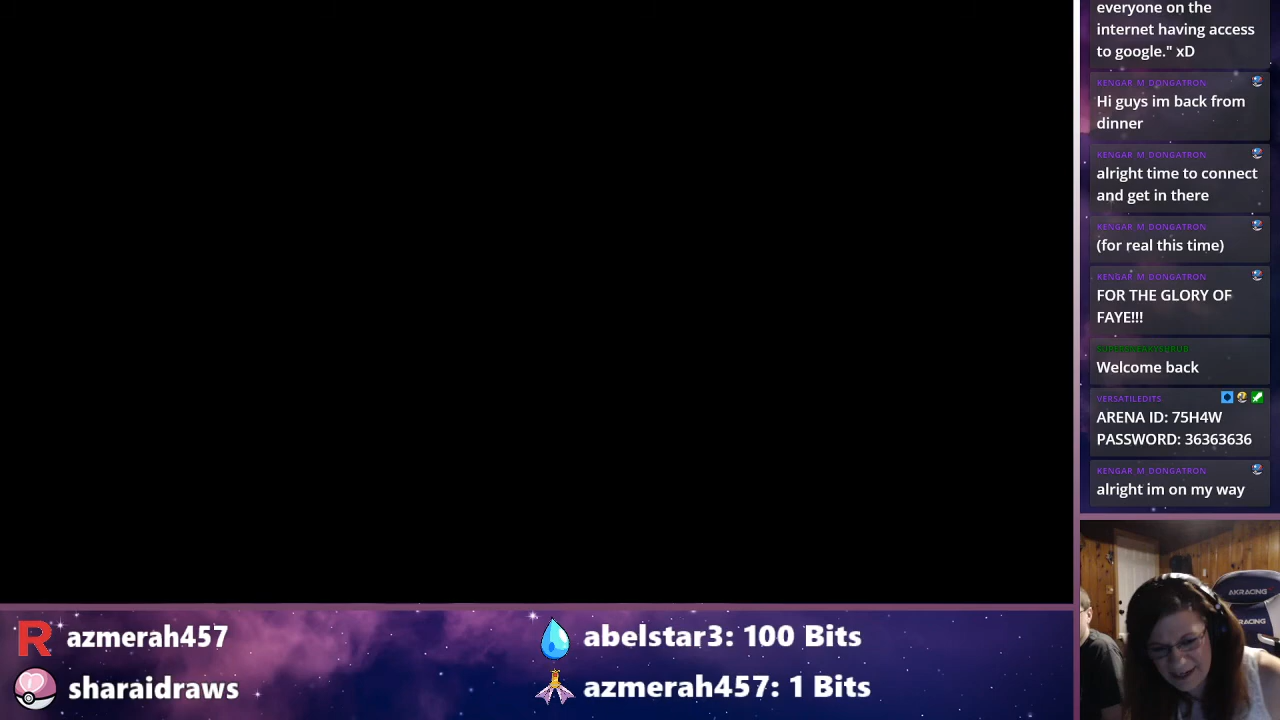 everyone on the
internet having access
to google." xD
KENGAR_M_DONGATRON
Hi guys im back from
dinner
KENGAR_M_DONGATRON
alright time to connect
and get in there
KENGAR_M_DONGATRON
(for real this time)
KENGAR_M_DONGATRON
FOR THE GLORY OF
FAYE!!!
Welcome back
VERSATILEDITS
ARENA ID: 75H4W
PASSWORD: 36363636
KENGAR_M_DONGATRON
alright im on my way
AKRACING
RACING
R azmerah457
sharaidraws
abelstar3: 100 Bits
azmerah457: 1 Bits